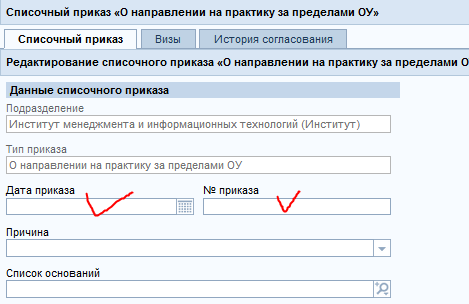 Списочный приказ «О направлении на практику за пределами ОУ»
Списочный приказ Визы История согласования
Редактирование списочного приказа «О направлении на практику за пределами О
Данные списочного приказа
Подразделение
Институт менеджмента и информационных технологий (Институт)
Тип приказа
О направлении на практику за пределами ОУ
Дата приказа № приказа
Причина
Список оснований